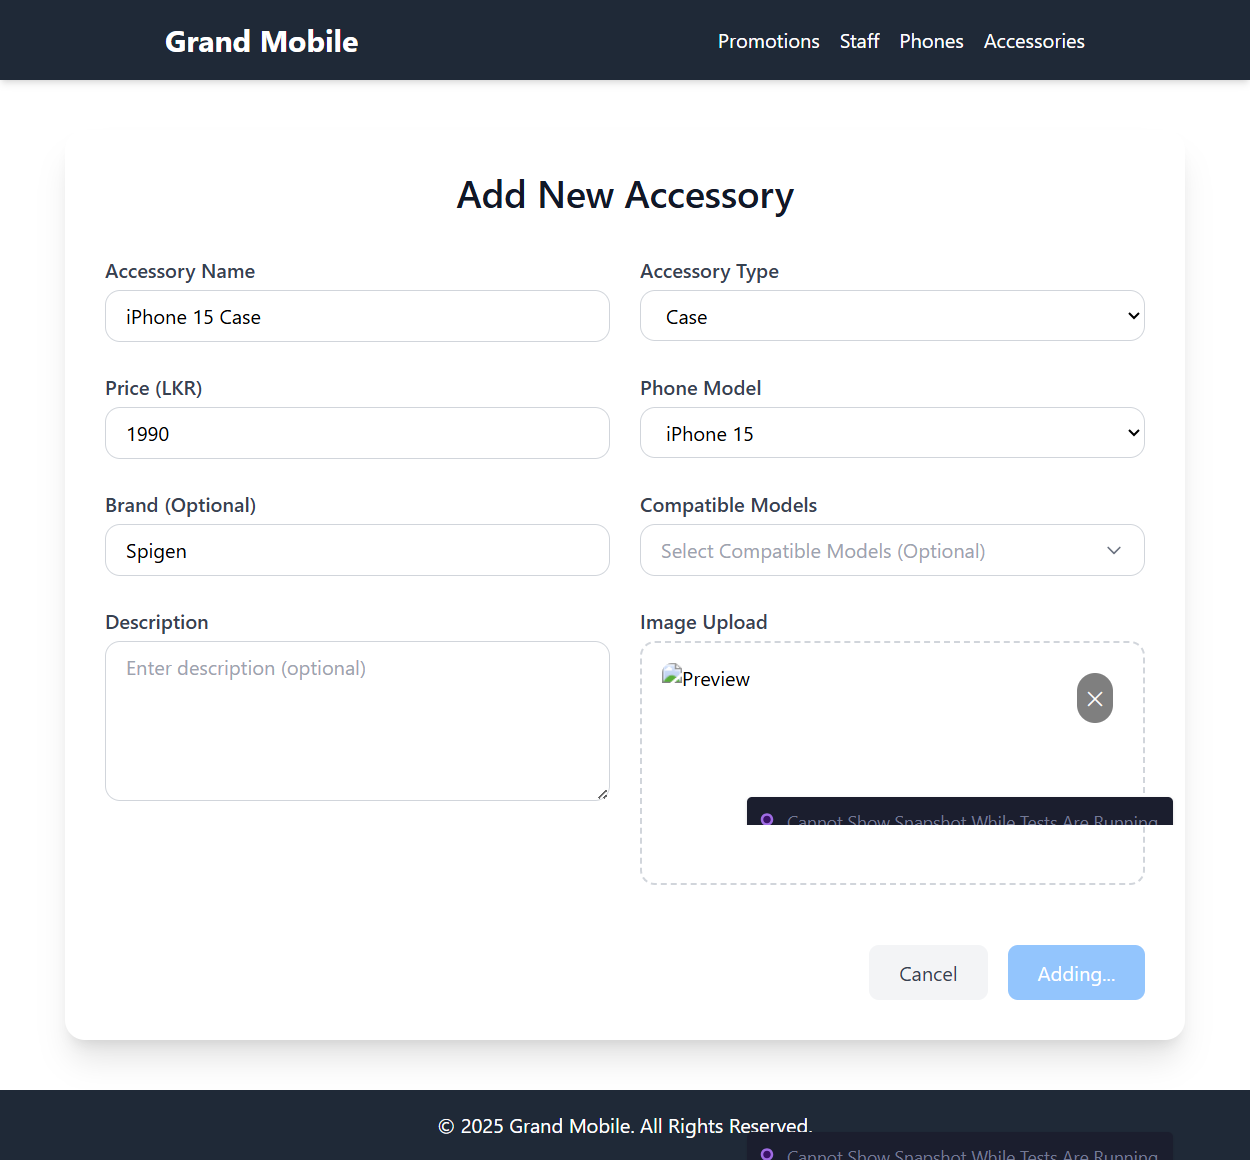 Grand Mobile
Promotions Staff Phones Accessories
Add New Accessory
Accessory Name
iPhone 15 Case
Accessory Type
Case
Price (LKR)
1990
Phone Model
iPhone 15
Brand (Optional)
Spigen
Compatible Models
Select Compatible Models (Optional)
Description
Enter description (optional)
Image Upload
Preview
Cannot Show Snapshot While Tests Are Running
Cancel
Adding...
© 2025 Grand Mobile. All Rights Reserved.
Cannot Show Snapshot While Tests Are Running